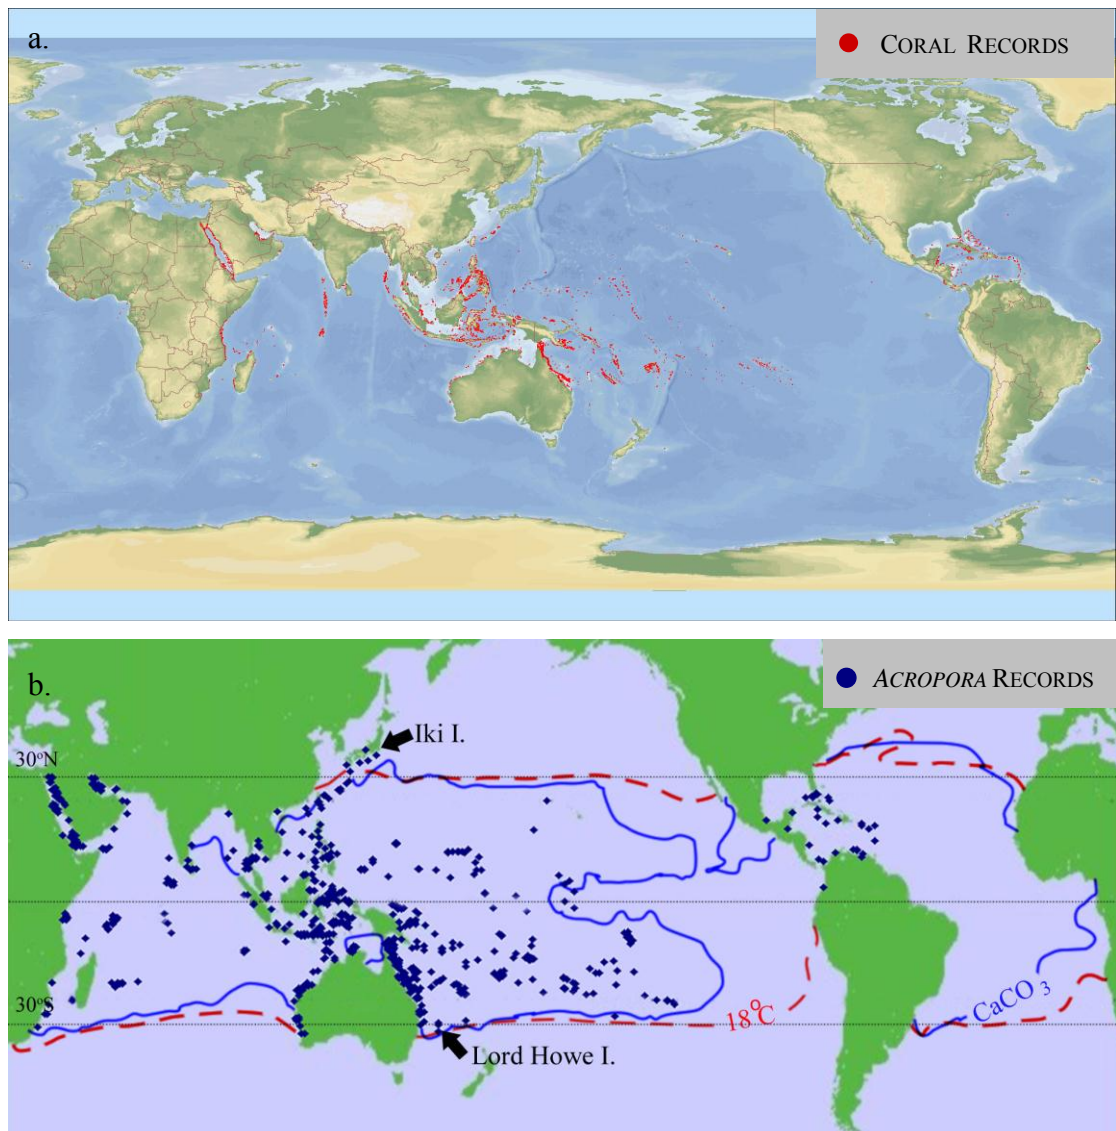 a.
CORAL RECORDS
b.
ACROPORA RECORDS
Iki I.
30°N
30°S
18°C
CaCO3
Lord Howe I.